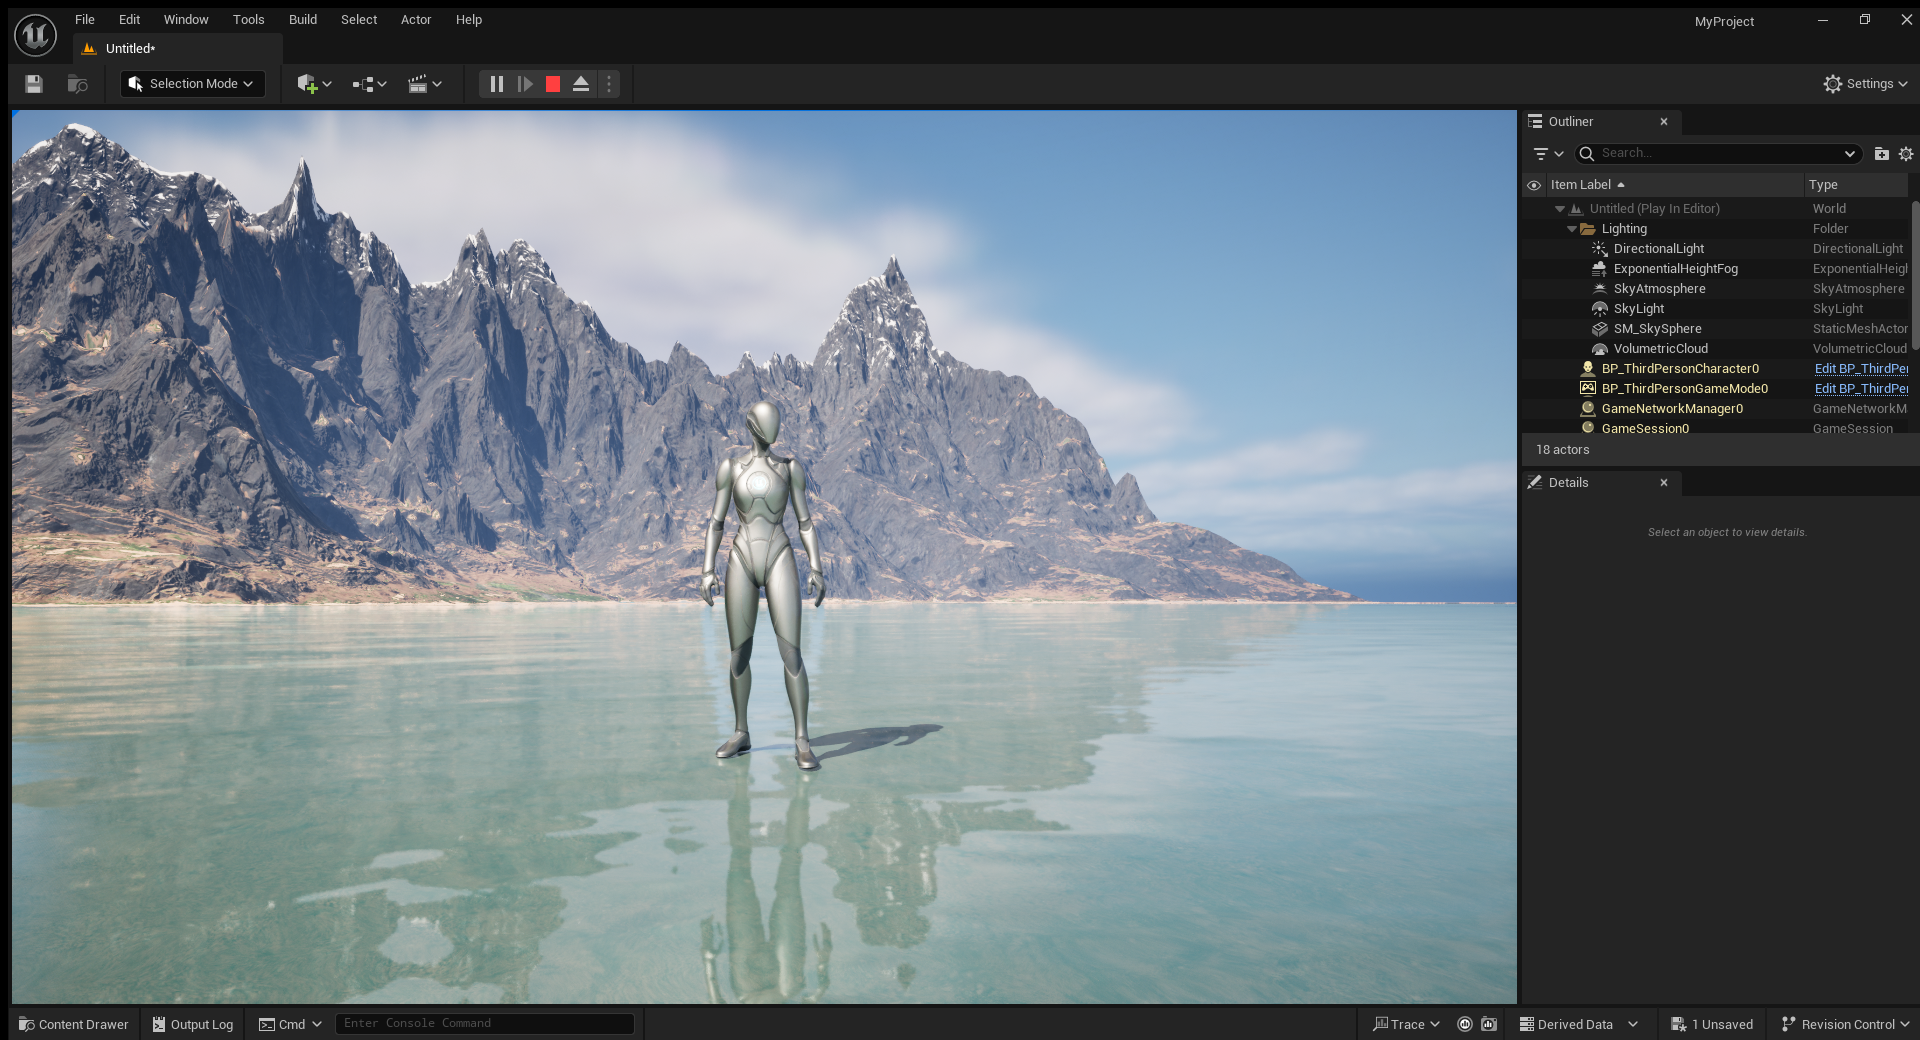 File Edit Window Tools Build Select Actor Help
MyProject
Untitled*
Selection Mode
Settings
Outliner
Search...
Item Label Type
Untitled (Play In Editor) World
Lighting Folder
DirectionalLight DirectionalLight
ExponentialHeightFog ExponentialHeigl
SkyAtmosphere SkyAtmosphere
SkyLight SkyLight
SM_SkySphere StaticMeshActor
VolumetricCloud VolumetricCloud
BP_ThirdPersonCharacter0 Edit BP_ThirdPer
BP_ThirdPersonGameMode0 Edit BP_ThirdPer
GameNetworkManager0 GameNetworkM
GameSession0 GameSession
18 actors
Details
Select an object to view details.
Content Drawer Output Log Cmd Enter Console Command Trace Derived Data 1 Unsaved Revision Control